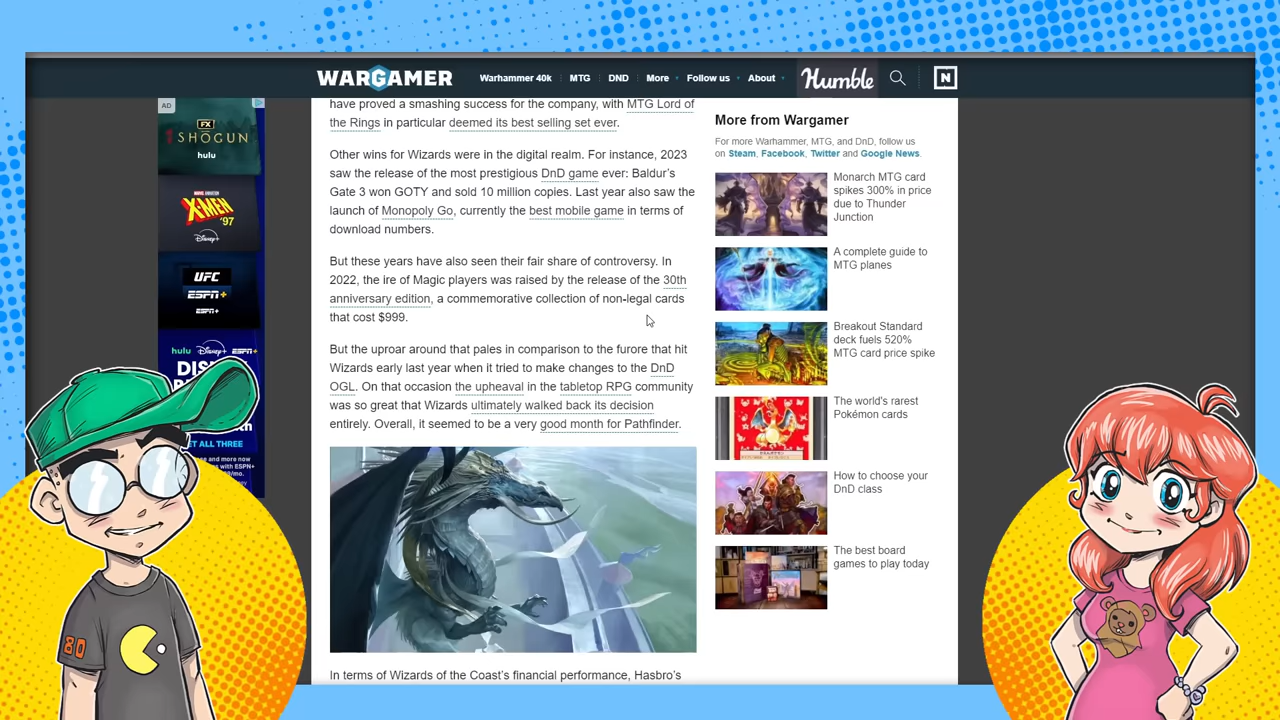 WARGAMER
Warhammer 40k
MTG
DND
More
Follow us
About
Humble
N
AD
FX
SHŌGUN
hulu
X-MEN
'97
Disney+
UFC
ESPN+
ESPN+
hulu Disney+ ESPN+
GET ALL THREE
with ESPN+
have proved a smashing success for the company, with MTG Lord of
the Rings in particular deemed its best selling set ever.
Other wins for Wizards were in the digital realm. For instance, 2023
saw the release of the most prestigious DnD game ever: Baldur's
Gate 3 won GOTY and sold 10 million copies. Last year also saw the
launch of Monopoly Go, currently the best mobile game in terms of
download numbers.
But these years have also seen their fair share of controversy. In
2022, the ire of Magic players was raised by the release of the 30th
anniversary edition, a commemorative collection of non-legal cards
that cost $999.
But the uproar around that pales in comparison to the furore that hit
Wizards early last year when it tried to make changes to the DnD
OGL. On that occasion the upheaval in the tabletop RPG community
was so great that Wizards ultimately walked back its decision
entirely. Overall, it seemed to be a very good month for Pathfinder.
In terms of Wizards of the Coast's financial performance, Hasbro's
More from Wargamer
For more Warhammer, MTG, and DnD, follow us
on Steam, Facebook, Twitter and Google News.
Monarch MTG card
spikes 300% in price
due to Thunder
Junction
A complete guide to
MTG planes
Breakout Standard
deck fuels 520%
MTG card price spike
The world's rarest
Pokémon cards
How to choose your
DnD class
The best board
games to play today
80